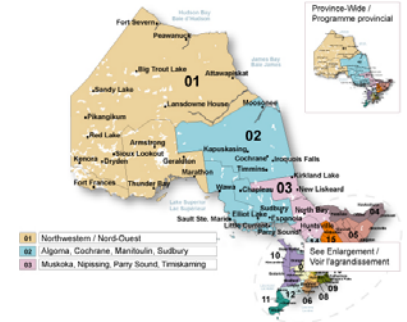 Hudson Bay
Baie d'Hudson
Fort Severn
Peawanuck
Province-Wide /
Programme provincial
James Bay
Baie James
Big Trout Lake
01
Attawapiskat
Sandy Lake
Lansdowne House
Moosonee
Pikangikum
02
Red Lake
Armstrong
Kapuskasing
Sioux Lookout
Cochrane
Iroquois Falls
Kenora
Dryden
Geraldton
Timmins
Marathon
Kirkland Lake
Fort Frances
Thunder Bay
Wawa
Chapleau
03
New Liskeard
Lake Superior
Lac Supérieur
Sudbury
North Bay
04
Sault Ste. Marie
Elliot Lake
Espanola
Little Current
Huntsville
Parry Sound
05
01 Northwestern / Nord-Ouest
02 Algoma, Cochrane, Manitoulin, Sudbury
03 Muskoka, Nipissing, Parry Sound, Timiskaming
See Enlargement /
Voir l'agrandissement
10
09
11
12
06
08